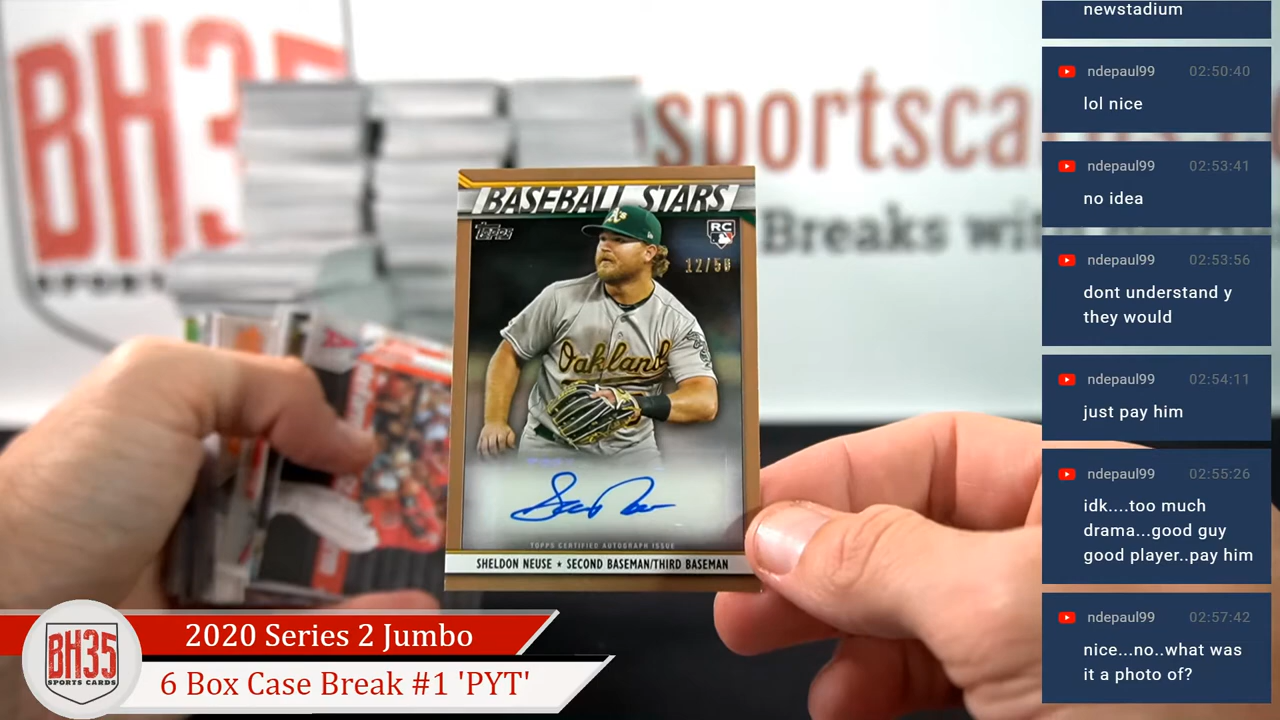 BH35
SPORTS
sportsca
Breaks wi
BASEBALL STARS
TOPPS
RC
A's
12/50
Oakland
TOPPS CERTIFIED AUTOGRAPH ISSUE
SHELDON NEUSE ★ SECOND BASEMAN/THIRD BASEMAN
BH35
SPORTS CARDS
2020 Series 2 Jumbo
6 Box Case Break #1 'PYT'
newstadium
ndepaul99 02:50:40
lol nice
ndepaul99 02:53:41
no idea
ndepaul99 02:53:56
dont understand y
they would
ndepaul99 02:54:11
just pay him
ndepaul99 02:55:26
idk....too much
drama...good guy
good player..pay him
ndepaul99 02:57:42
nice...no..what was
it a photo of?